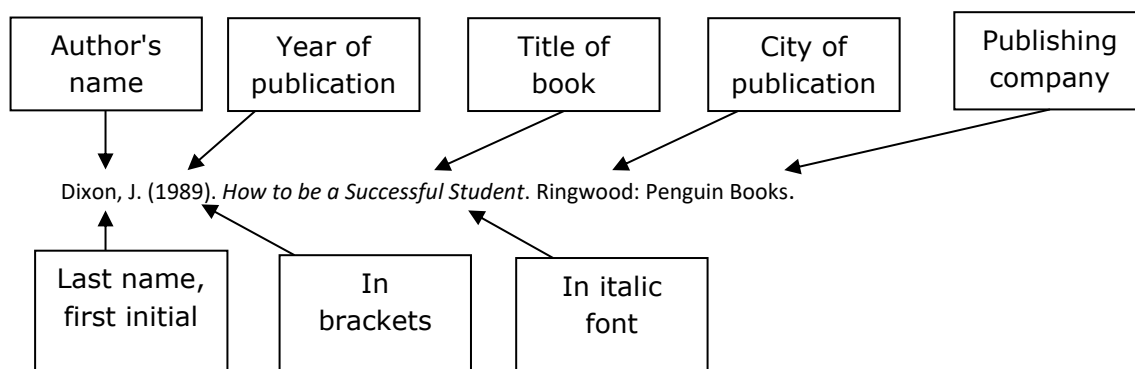 Author's
name
Year of
publication
Title of
book
City of
publication
Publishing
company
Dixon, J. (1989). How to be a Successful Student. Ringwood: Penguin Books.
Last name,
first initial
In
brackets
In italic
font